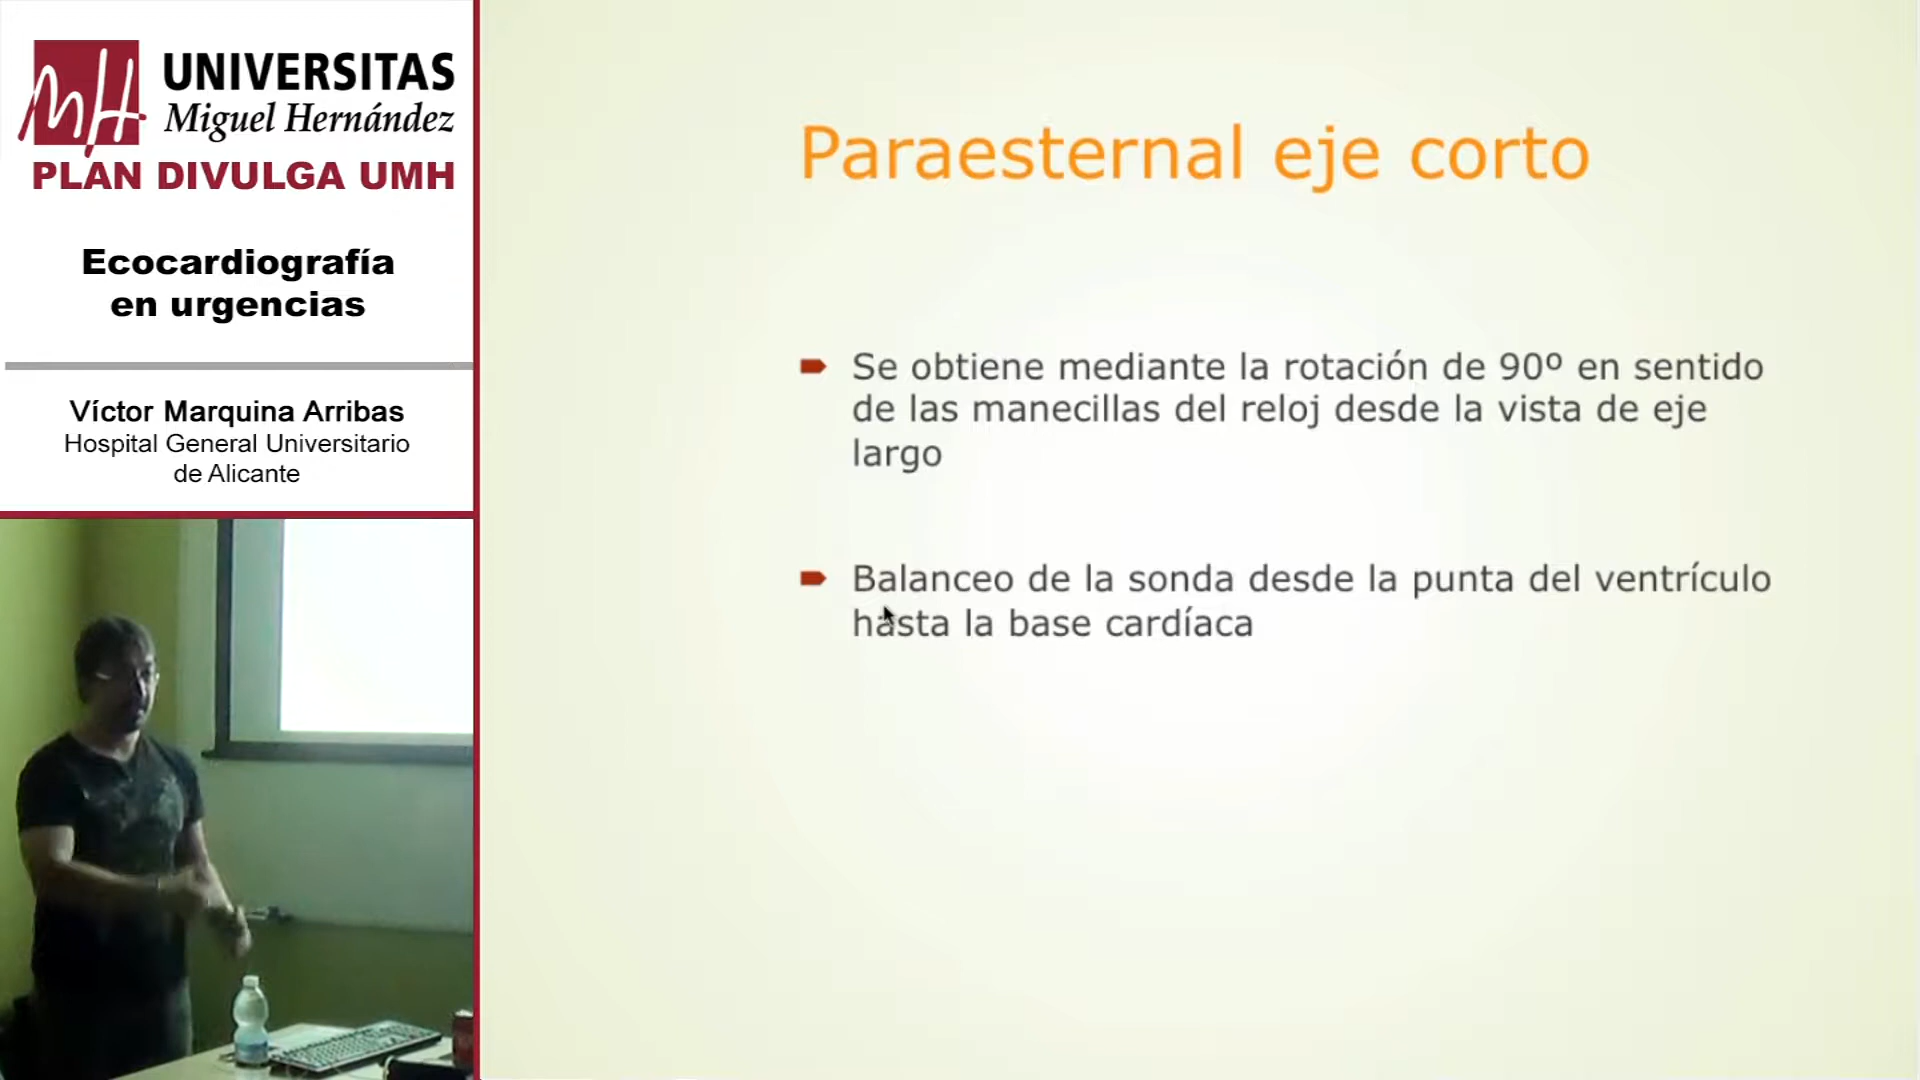 UNIVERSITAS
Miguel Hernández
PLAN DIVULGA UMH
Ecocardiografía
en urgencias
Víctor Marquina Arribas
Hospital General Universitario
de Alicante
Paraesternal eje corto
Se obtiene mediante la rotación de 90º en sentido
de las manecillas del reloj desde la vista de eje
largo
Balanceo de la sonda desde la punta del ventrículo
hasta la base cardíaca